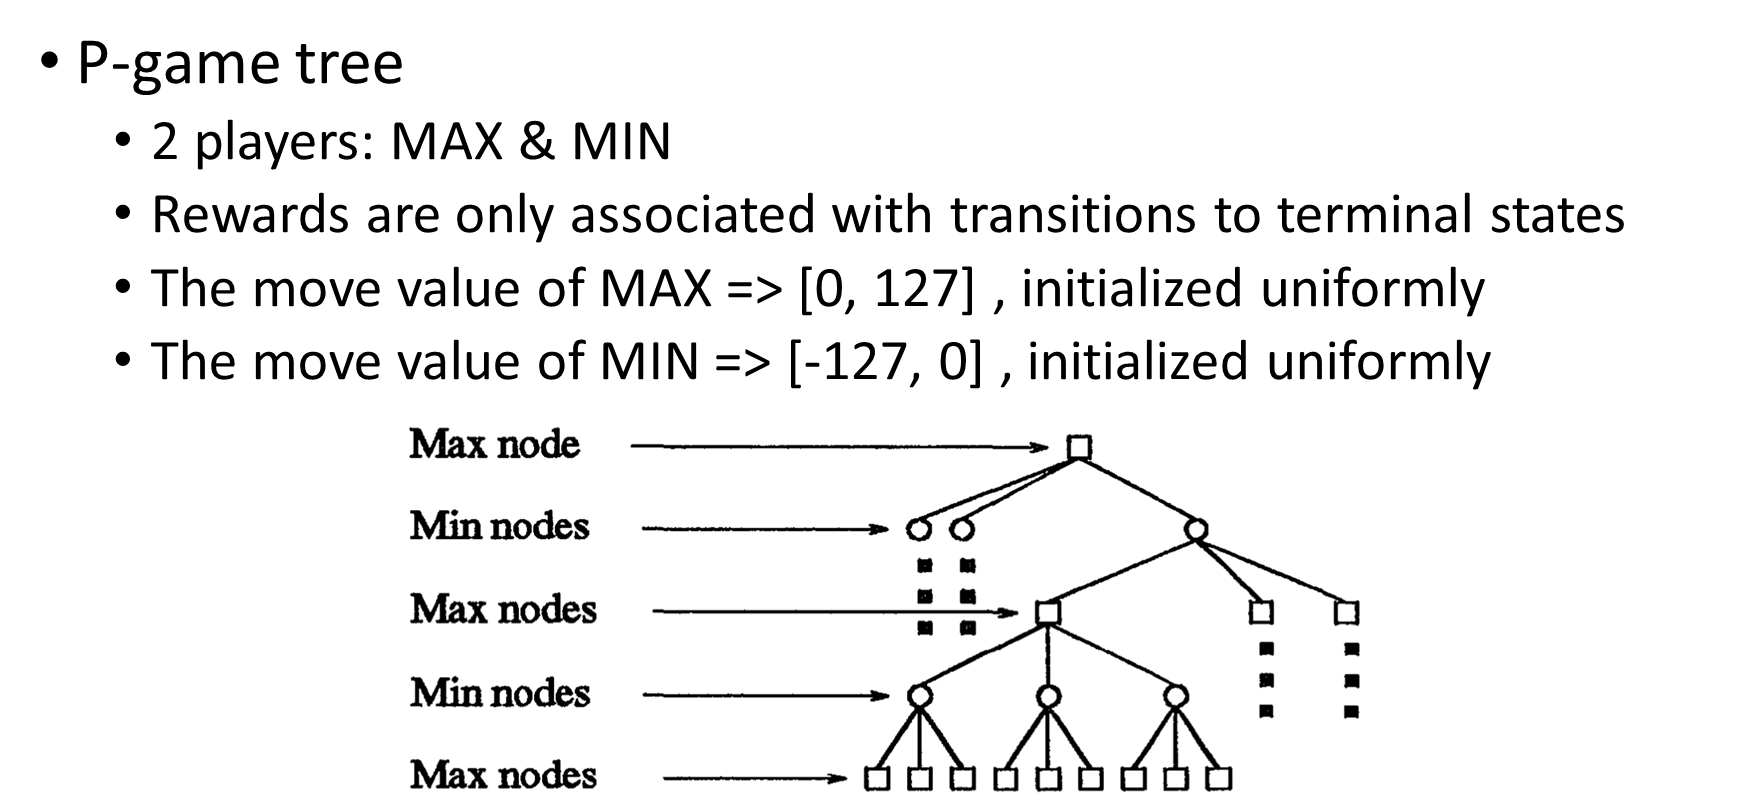 • P-game tree
• 2 players: MAX & MIN
• Rewards are only associated with transitions to terminal states
• The move value of MAX => [0, 127] , initialized uniformly
• The move value of MIN => [-127, 0] , initialized uniformly
Max node
Min nodes
Max nodes
Min nodes
Max nodes